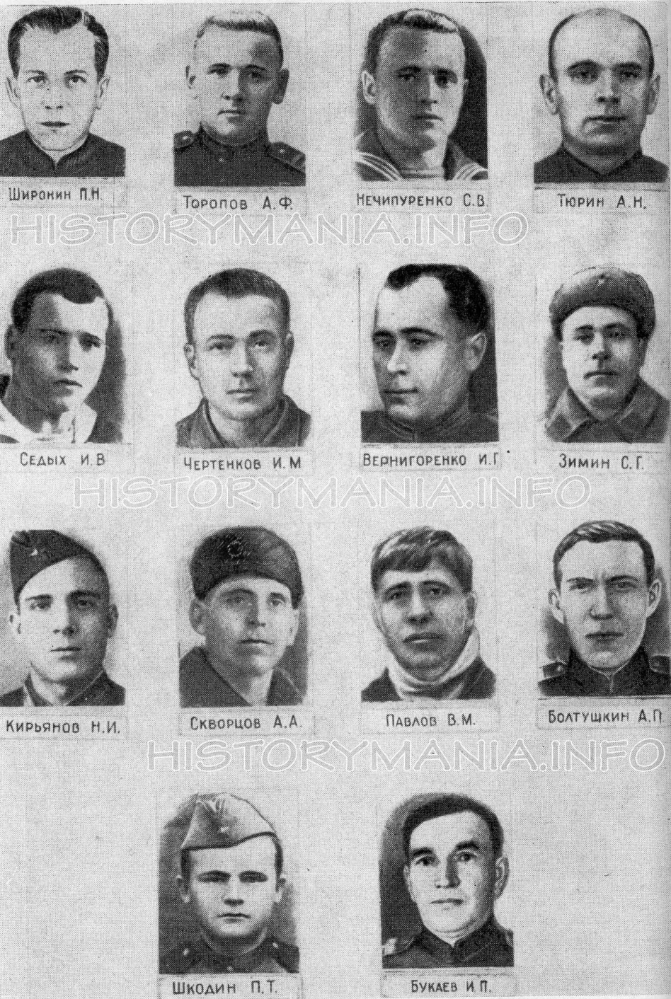 Широнин П.Н.
Торопов А.Ф.
Нечипуренко С.В.
Тюрин А.Н.
HISTORYMANIA.INFO
Седых И.В
Чертенков И.М
Вернигоренко И.Г
Зимин С.Г.
HISTORYMANIA.INFO
Кирьянов Н.И.
Скворцов А.А.
Павлов В.М.
Болтушкин А.П
HISTORYMANIA.INFO
Шкодин П.Т.
Букаев И.П.